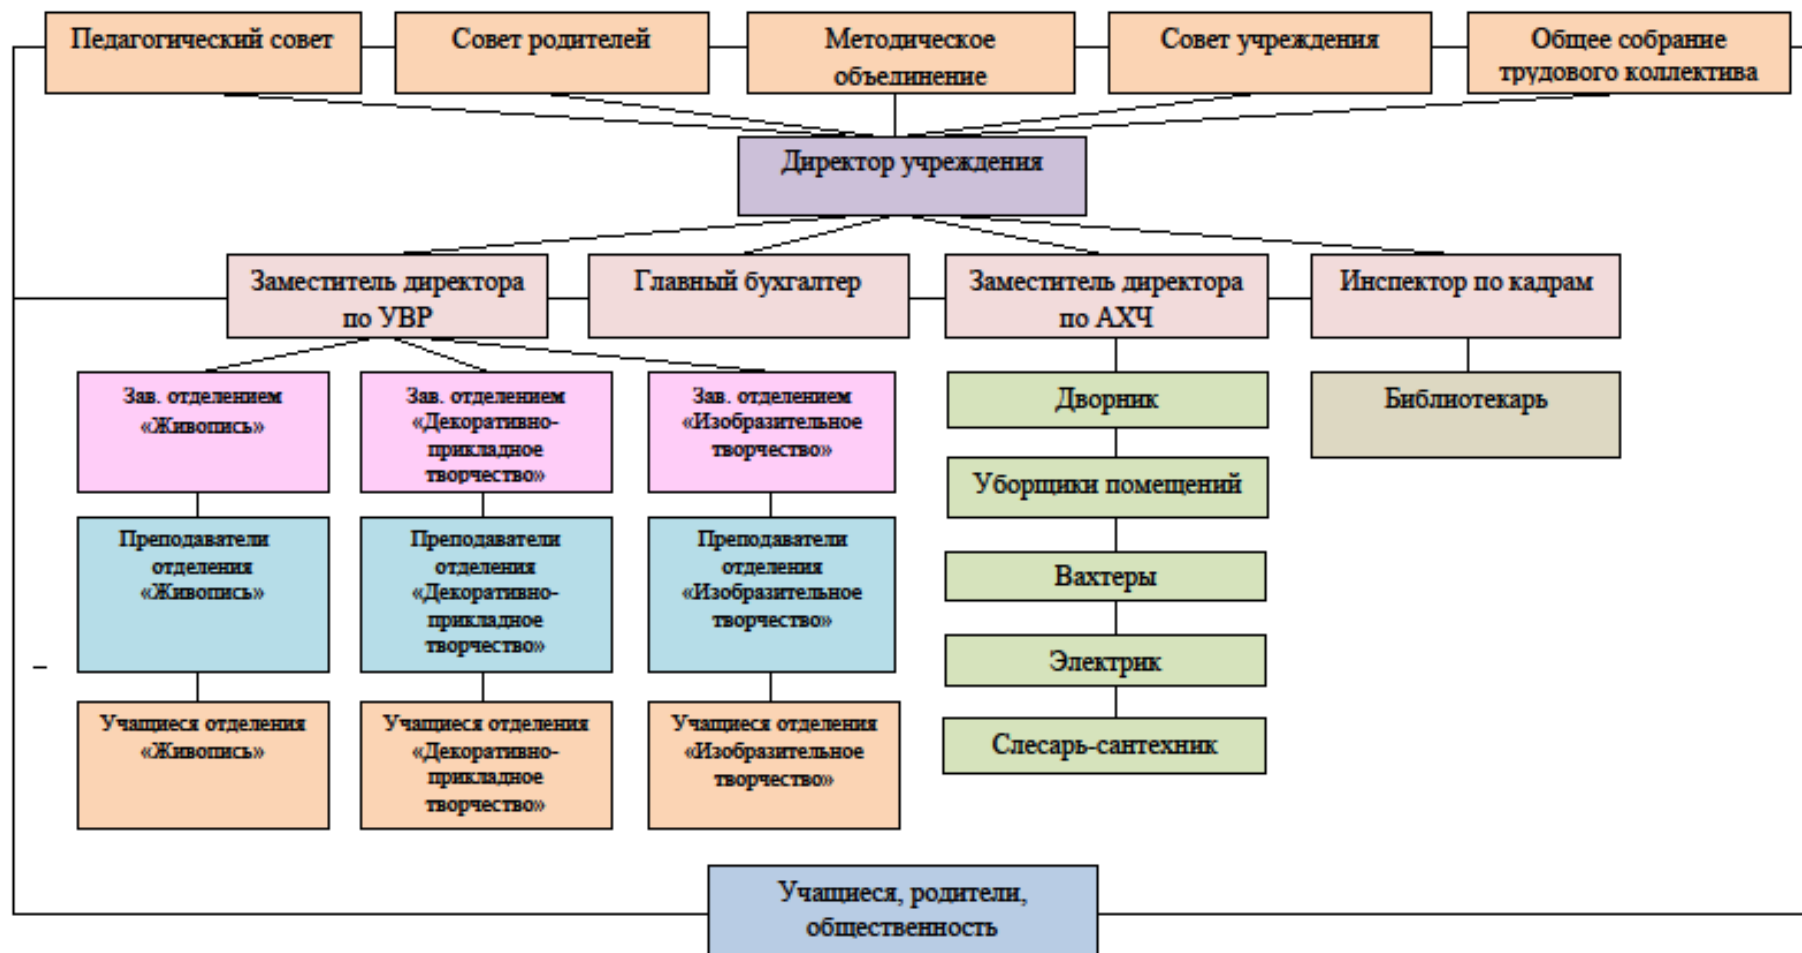 Педагогический совет
Совет родителей
Методическое
объединение
Совет учреждения
Общее собрание
трудового коллектива
Директор учреждения
Заместитель директора
по УВР
Главный бухгалтер
Заместитель директора
по АХЧ
Инспектор по кадрам
Зав. отделением
«Живопись»
Зав. отделением
«Декоративно-
прикладное
творчество»
Зав. отделением
«Изобразительное
творчество»
Дворник
Библиотекарь
Уборщики помещений
Преподаватели
отделения
«Живопись»
Преподаватели
отделения
«Декоративно-
прикладное
творчество»
Преподаватели
отделения
«Изобразительное
творчество»
Вахтеры
Электрик
Слесарь-сантехник
Учащиеся отделения
«Живопись»
Учащиеся отделения
«Декоративно-
прикладное
творчество»
Учащиеся отделения
«Изобразительное
творчество»
Учащиеся, родители,
общественность